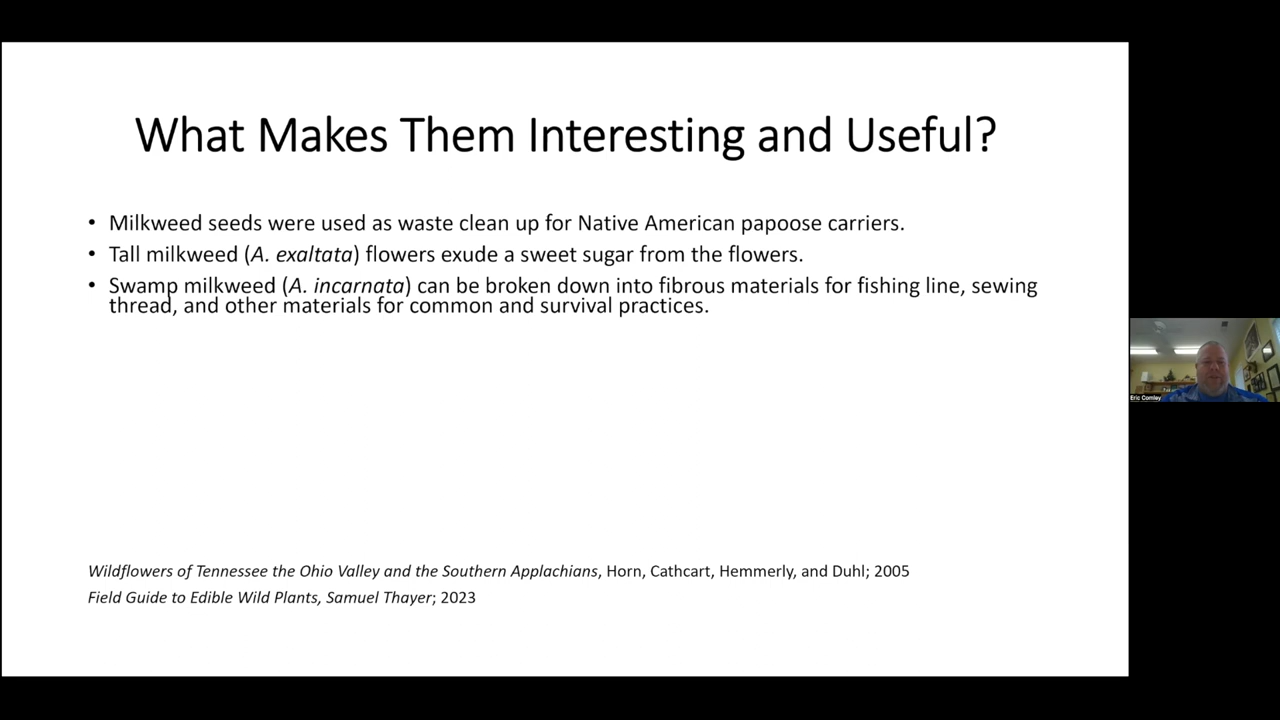 What Makes Them Interesting and Useful?
• Milkweed seeds were used as waste clean up for Native American papoose carriers.
• Tall milkweed (A. exaltata) flowers exude a sweet sugar from the flowers.
• Swamp milkweed (A. incarnata) can be broken down into fibrous materials for fishing line, sewing
thread, and other materials for common and survival practices.
Eric Comley
Wildflowers of Tennessee the Ohio Valley and the Southern Applachians, Horn, Cathcart, Hemmerly, and Duhl; 2005
Field Guide to Edible Wild Plants, Samuel Thayer; 2023